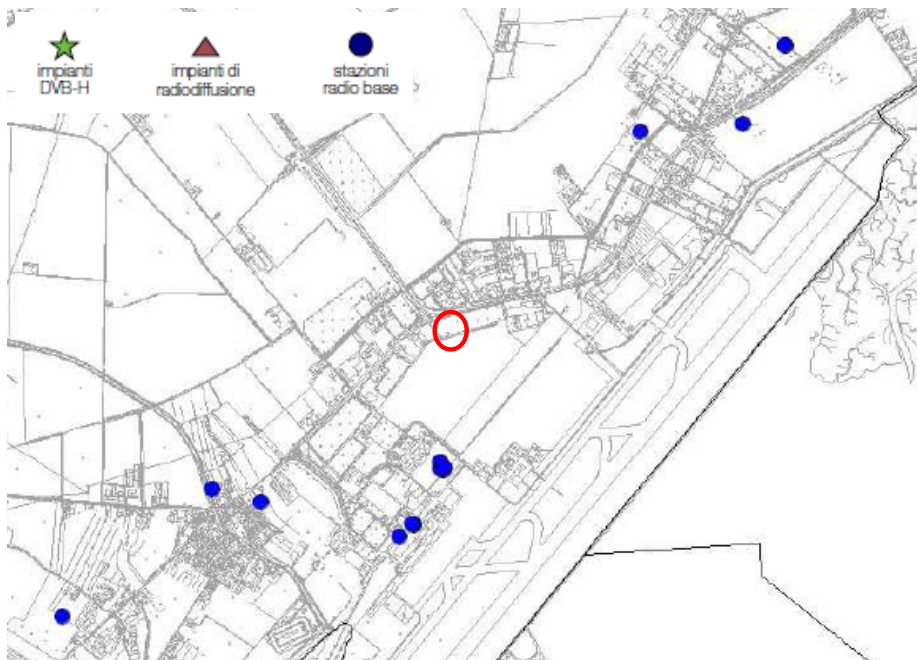 impianti
DVB-H
impianti di
radiodiffusione
stazioni
radio base